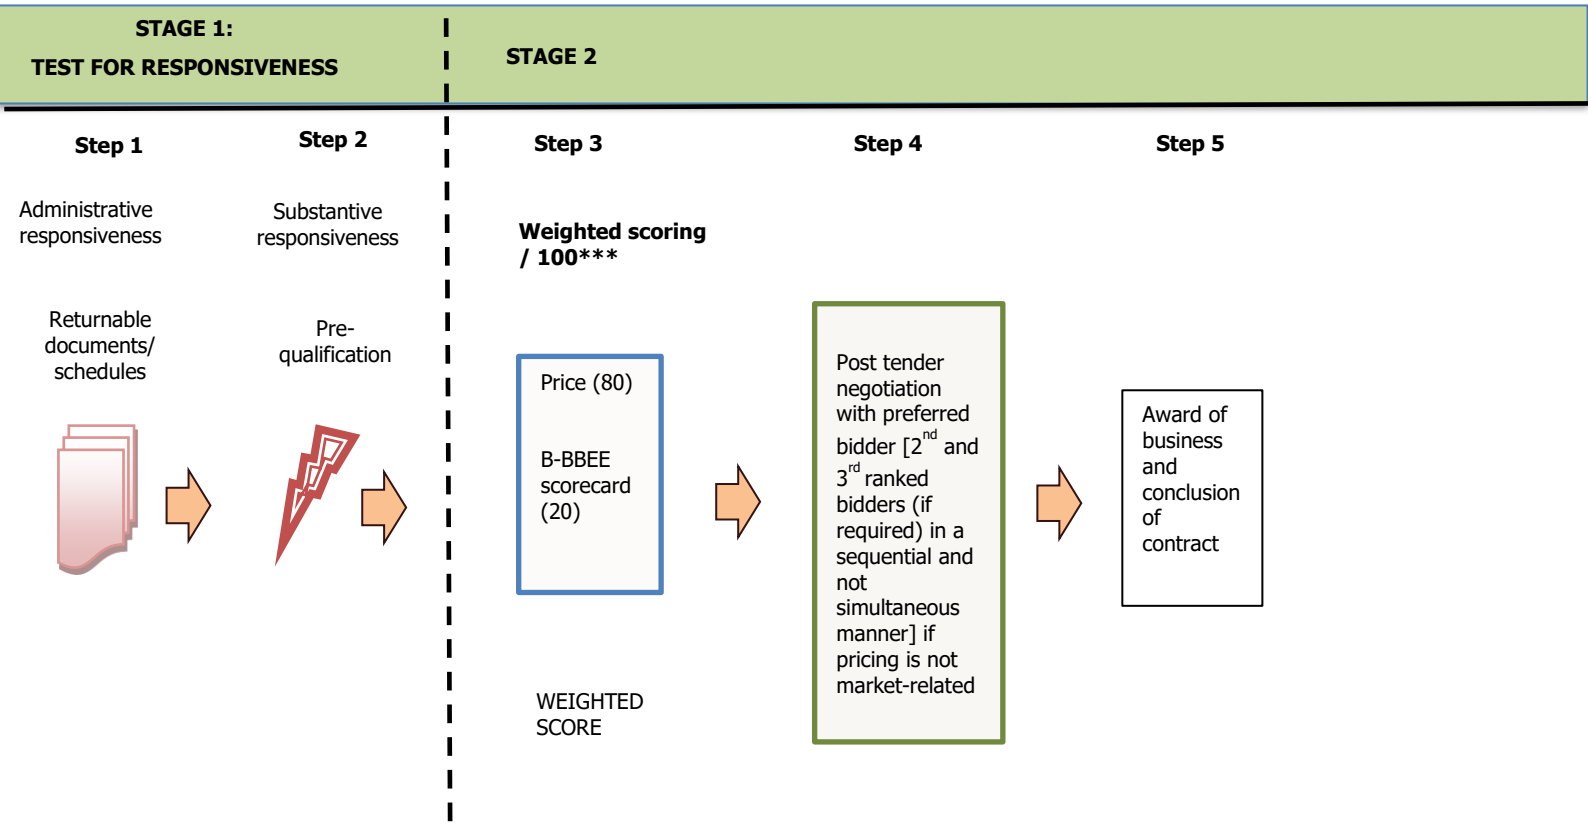 STAGE 1:
TEST FOR RESPONSIVENESS
STAGE 2
Step 1
Step 2
Step 3
Step 4
Step 5
Administrative
responsiveness
Substantive
responsiveness
Weighted scoring
/ 100***
Returnable
documents/
schedules
Pre-
qualification
Price (80)
B-BBEE
scorecard
(20)
WEIGHTED
SCORE
Post tender
negotiation
with preferred
bidder [2nd and
3rd ranked
bidders (if
required) in a
sequential and
not
simultaneous
manner] if
pricing is not
market-related
Award of
business
and
conclusion
of
contract